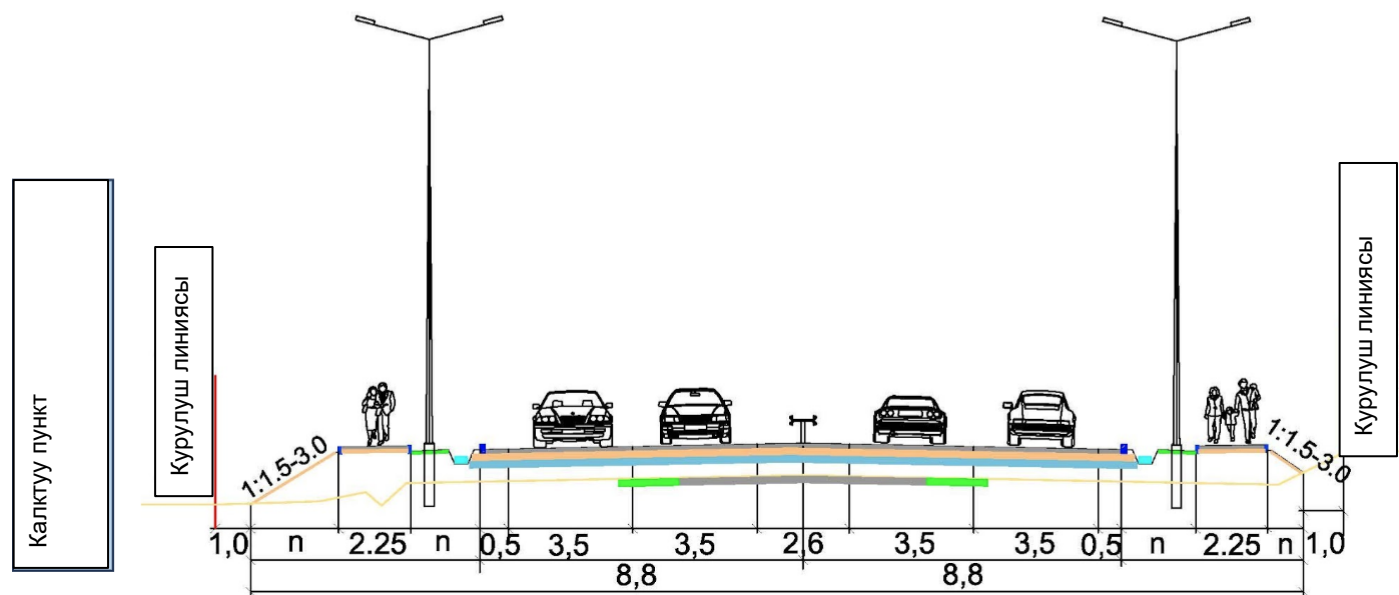 Калктуу пункт
Курулуш линиясы
Курулуш линиясы
1:1.5-3.0
1:1.5-3.0
1,0 n 2.25 n 0,5 3,5 3,5 2,6 3,5 3,5 0,5 n 2.25 n 1,0
8,8 8,8